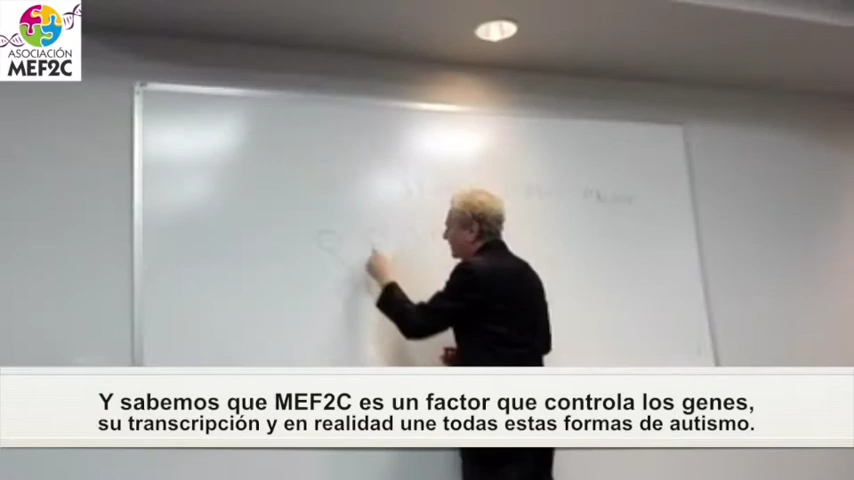 ASOCIACIÓN
MEF2C
Y sabemos que MEF2C es un factor que controla los genes,
su transcripción y en realidad une todas estas formas de autismo.